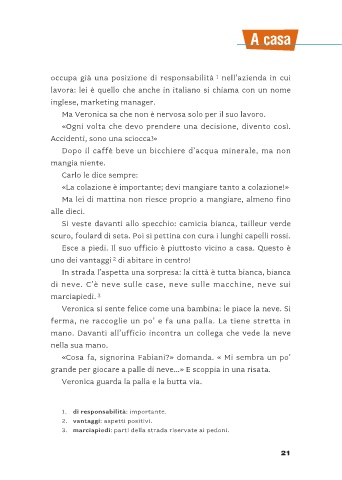 A casa
occupa già una posizione di responsabilità 1 nell'azienda in cui
lavora: lei è quello che anche in italiano si chiama con un nome
inglese, marketing manager.
Ma Veronica sa che non è nervosa solo per il suo lavoro.
«Ogni volta che devo prendere una decisione, divento così.
Accidenti, sono una sciocca!»
Dopo il caffè beve un bicchiere d'acqua minerale, ma non
mangia niente.
Carlo le dice sempre:
«La colazione è importante; devi mangiare tanto a colazione!»
Ma lei di mattina non riesce proprio a mangiare, almeno fino
alle dieci.
Si veste davanti allo specchio: camicia bianca, tailleur verde
scuro, foulard di seta. Poi si pettina con cura i lunghi capelli rossi.
Esce a piedi. Il suo ufficio è piuttosto vicino a casa. Questo è
uno dei vantaggi 2 di abitare in centro!
In strada l'aspetta una sorpresa: la città è tutta bianca, bianca
di neve. C'è neve sulle case, neve sulle macchine, neve sui
marciapiedi. 3
Veronica si sente felice come una bambina: le piace la neve. Si
ferma, ne raccoglie un po' e fa una palla. La tiene stretta in
mano. Davanti all'ufficio incontra un collega che vede la neve
nella sua mano.
«Cosa fa, signorina Fabiani?» domanda. « Mi sembra un po'
grande per giocare a palle di neve...» E scoppia in una risata.
Veronica guarda la palla e la butta via.
1. di responsabilità: importante.
2. vantaggi: aspetti positivi.
3. marciapiedi: parti della strada riservate ai pedoni.
21